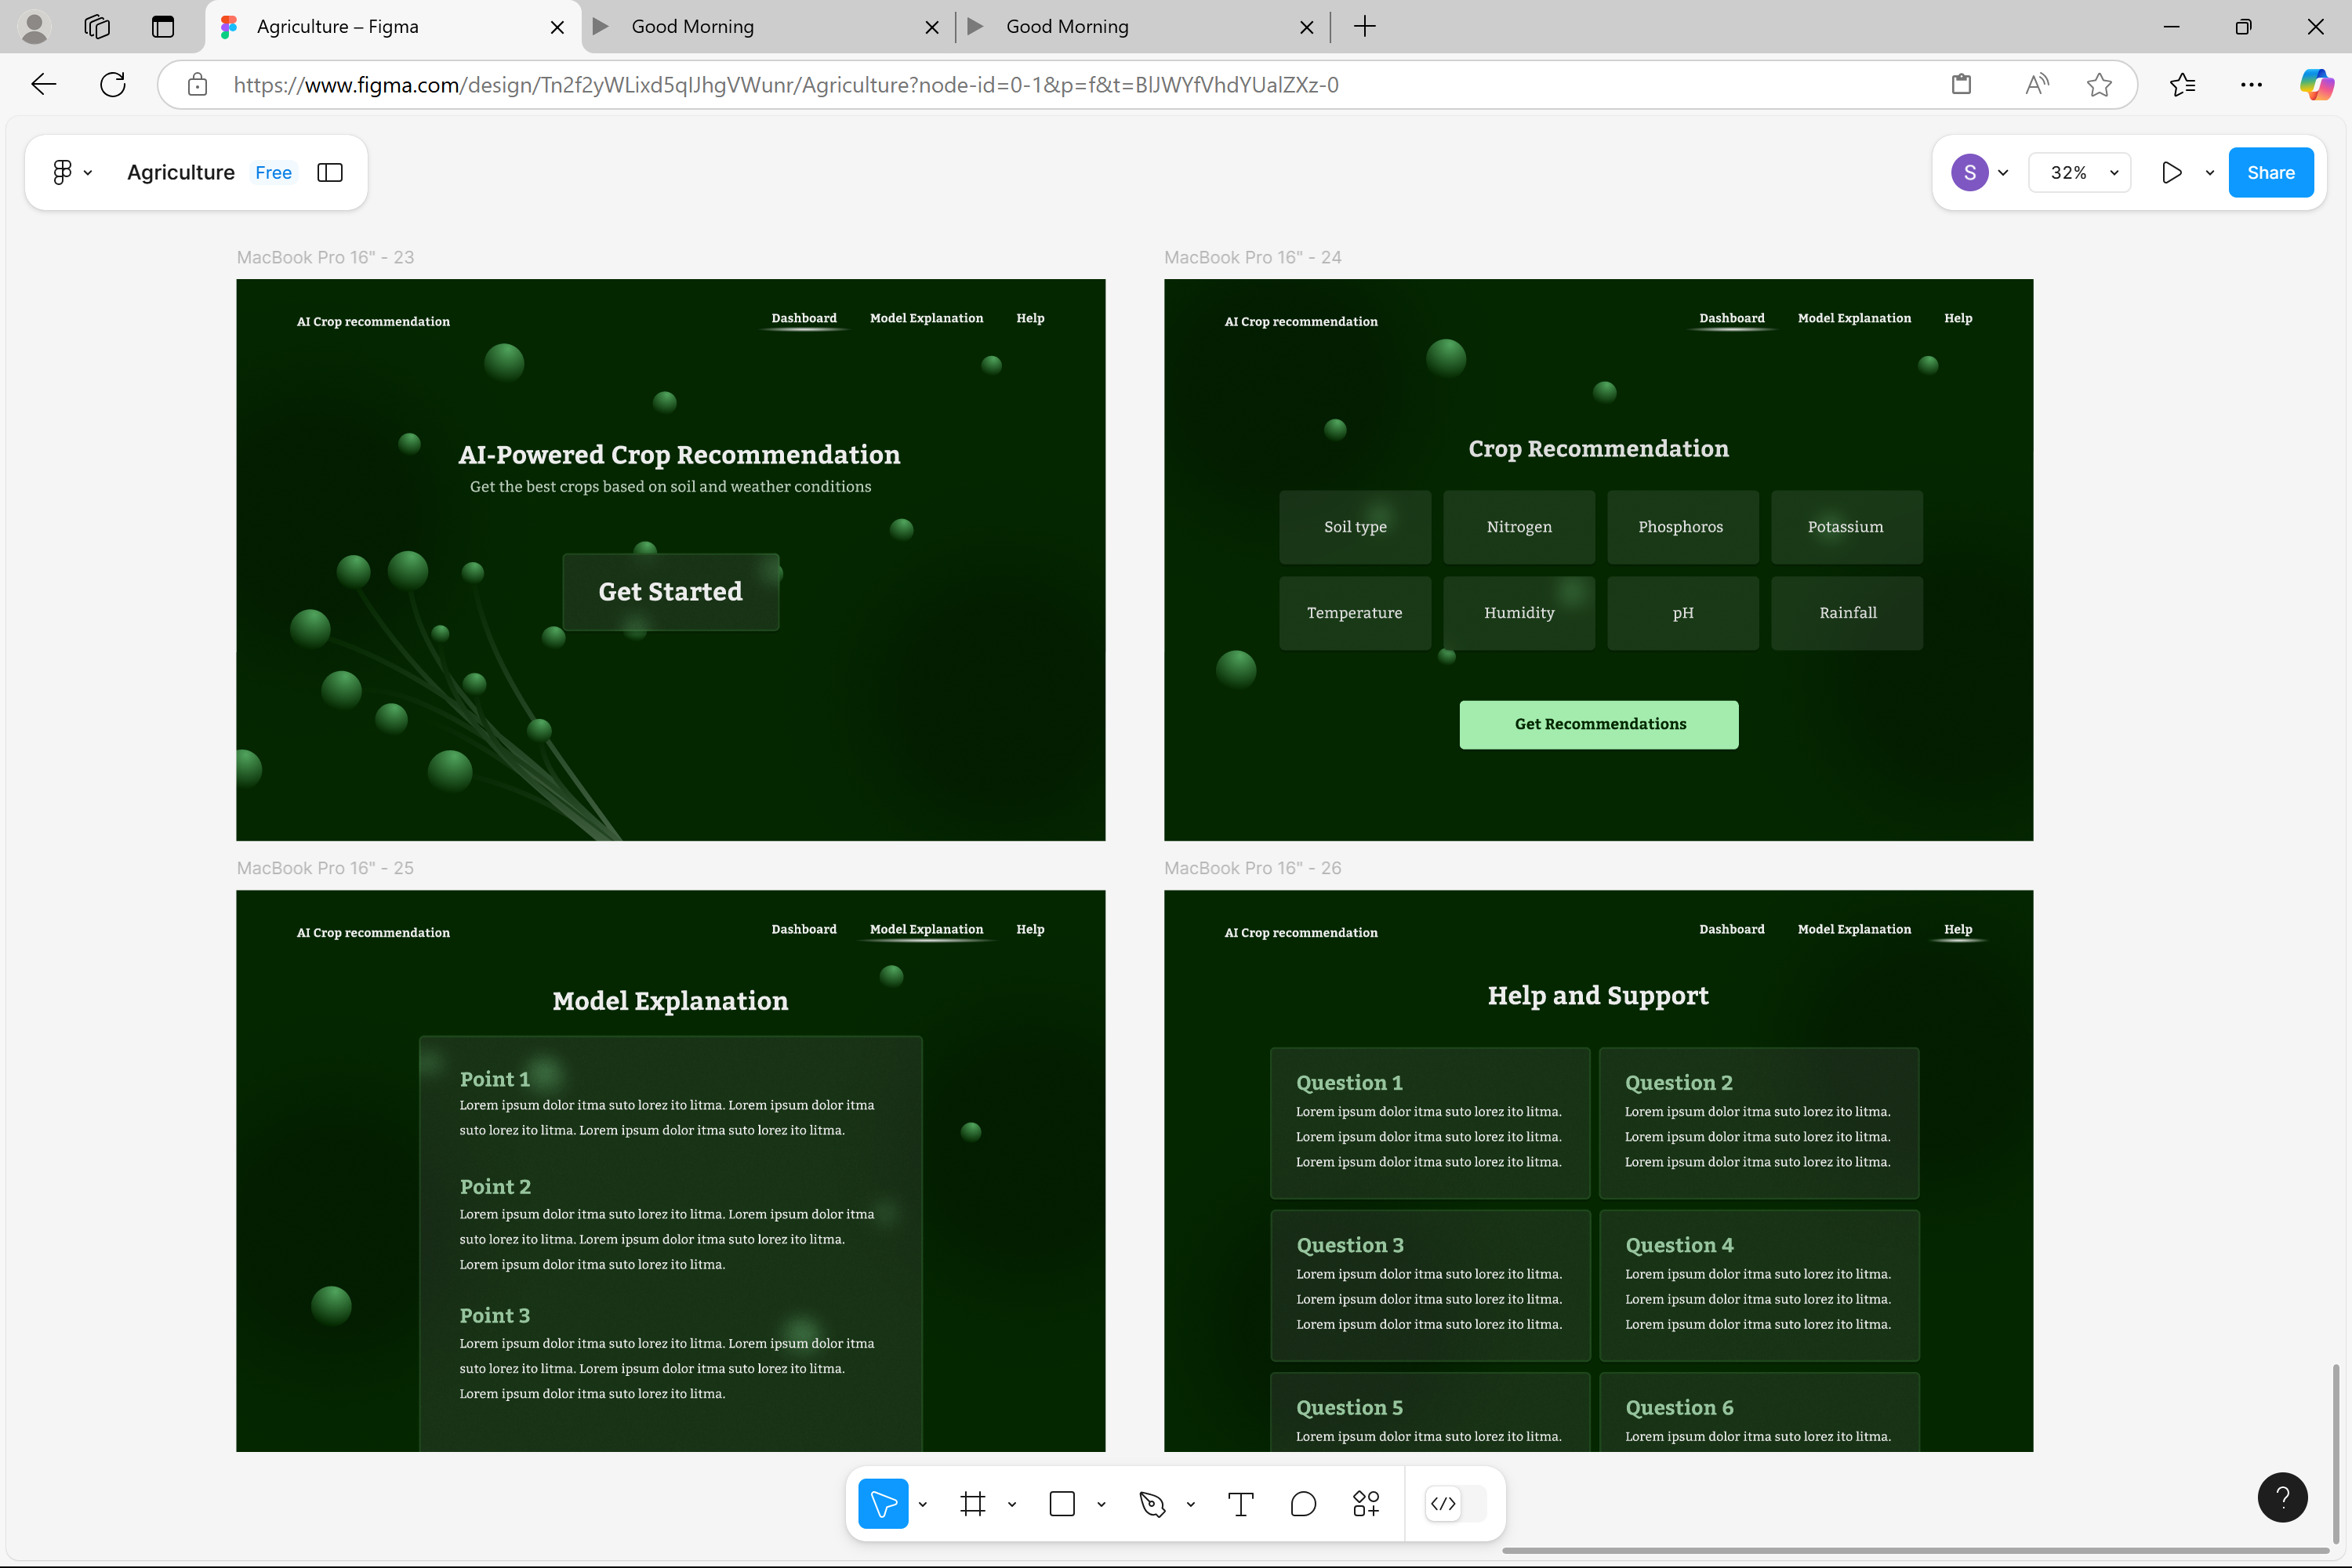 Agriculture – Figma
Good Morning
Good Morning
https://www.figma.com/design/Tn2f2yWLixd5qlJhgVWunr/Agriculture?node-id=0-1&p=f&t=BlJWYfVhdYUalZXz-0
Agriculture Free
S
32%
Share
MacBook Pro 16" - 23
AI Crop recommendation
Dashboard Model Explanation Help
AI-Powered Crop Recommendation
Get the best crops based on soil and weather conditions
Get Started
MacBook Pro 16" - 24
AI Crop recommendation
Dashboard Model Explanation Help
Crop Recommendation
Soil type Nitrogen Phosphoros Potassium
Temperature Humidity pH Rainfall
Get Recommendations
MacBook Pro 16" - 25
AI Crop recommendation
Dashboard Model Explanation Help
Model Explanation
Point 1
Lorem ipsum dolor itma suto lorez ito litma. Lorem ipsum dolor itma
suto lorez ito litma. Lorem ipsum dolor itma suto lorez ito litma.
Point 2
Lorem ipsum dolor itma suto lorez ito litma. Lorem ipsum dolor itma
suto lorez ito litma. Lorem ipsum dolor itma suto lorez ito litma.
Lorem ipsum dolor itma suto lorez ito litma.
Point 3
Lorem ipsum dolor itma suto lorez ito litma. Lorem ipsum dolor itma
suto lorez ito litma. Lorem ipsum dolor itma suto lorez ito litma.
Lorem ipsum dolor itma suto lorez ito litma.
MacBook Pro 16" - 26
AI Crop recommendation
Dashboard Model Explanation Help
Help and Support
Question 1
Lorem ipsum dolor itma suto lorez ito litma.
Lorem ipsum dolor itma suto lorez ito litma.
Lorem ipsum dolor itma suto lorez ito litma.
Question 2
Lorem ipsum dolor itma suto lorez ito litma.
Lorem ipsum dolor itma suto lorez ito litma.
Lorem ipsum dolor itma suto lorez ito litma.
Question 3
Lorem ipsum dolor itma suto lorez ito litma.
Lorem ipsum dolor itma suto lorez ito litma.
Lorem ipsum dolor itma suto lorez ito litma.
Question 4
Lorem ipsum dolor itma suto lorez ito litma.
Lorem ipsum dolor itma suto lorez ito litma.
Lorem ipsum dolor itma suto lorez ito litma.
Question 5
Lorem ipsum dolor itma suto lorez ito litma.
Question 6
Lorem ipsum dolor itma suto lorez ito litma.
?